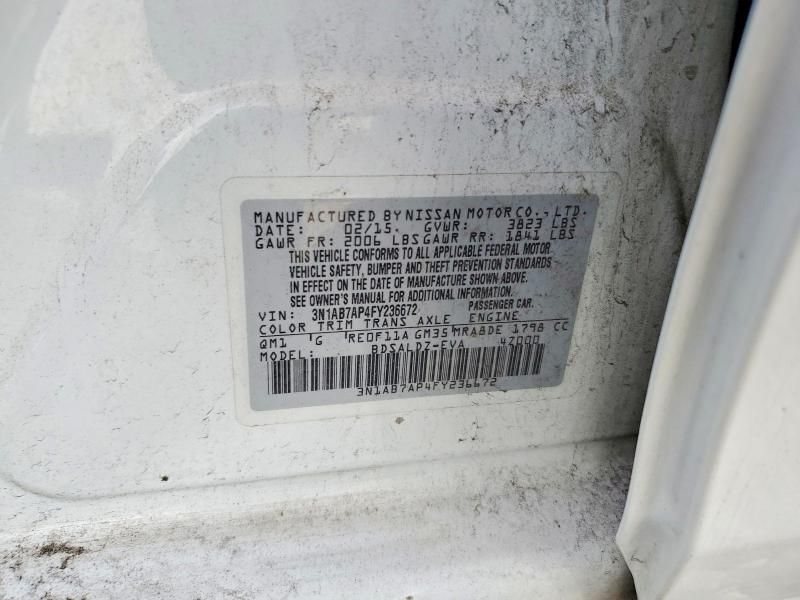 MANUFACTURED BY NISSAN MOTOR CO., LTD.
DATE: 02/15. GVWR: 3823 LBS
GAWR FR: 2006 LBS GAWR RR: 1841 LBS
THIS VEHICLE CONFORMS TO ALL APPLICABLE FEDERAL MOTOR
VEHICLE SAFETY, BUMPER AND THEFT PREVENTION STANDARDS
IN EFFECT ON THE DATE OF MANUFACTURE SHOWN ABOVE.
SEE OWNER'S MANUAL FOR ADDITIONAL INFORMATION.
VIN: 3N1AB7AP4FY236672 PASSENGER CAR.
COLOR TRIM TRANS AXLE ENGINE
QM1 'G RE0F11A GM35 MRA8DE 1798 CC
MODEL: BDSALDZ-EVA 4Z000
3N1AB7AP4FY236672